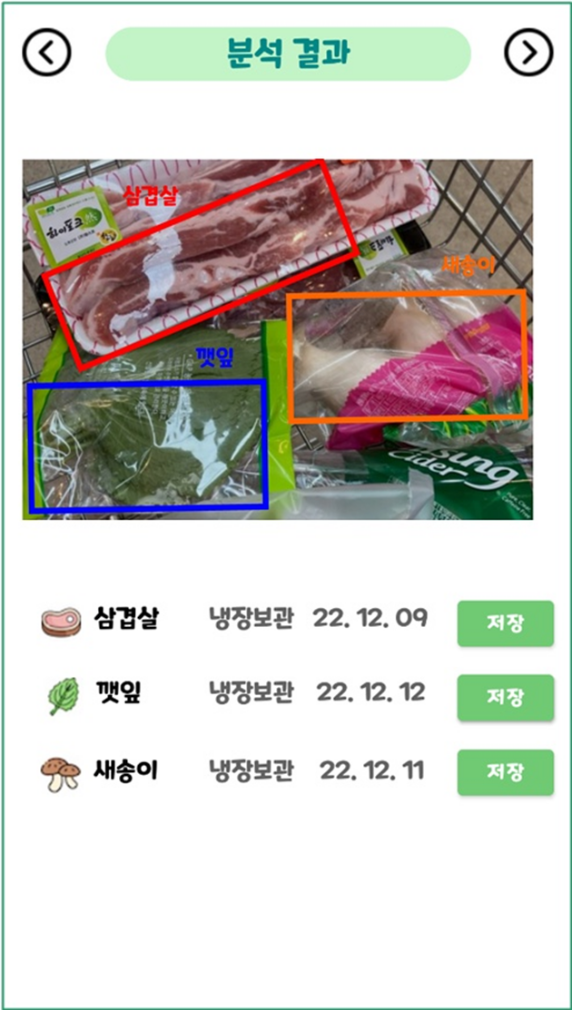 분석 결과
삼겹살
새송이
깻잎
Cider
삼겹살 냉장보관 22. 12. 09 저장
깻잎 냉장보관 22. 12. 12 저장
새송이 냉장보관 22. 12. 11 저장